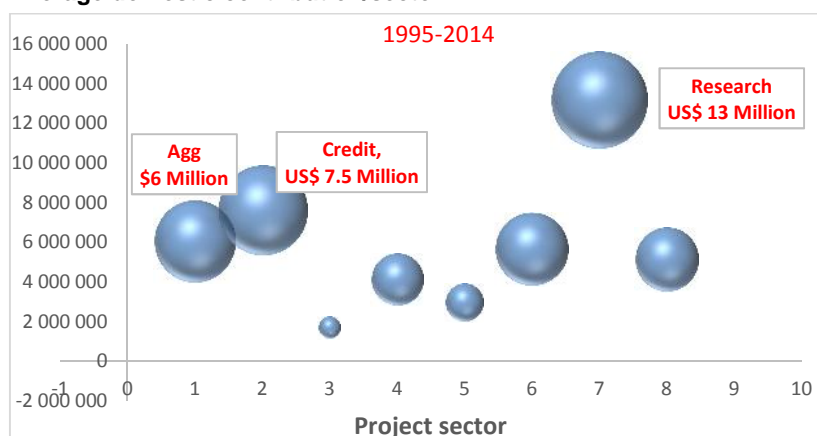 1995-2014
16 000 000
14 000 000
12 000 000
10 000 000
8 000 000
6 000 000
4 000 000
2 000 000
0
-2 000 000
Research
US$ 13 Million
Agg
$6 Million
Credit,
US$ 7.5 Million
-1 0 1 2 3 4 5 6 7 8 9 10
Project sector